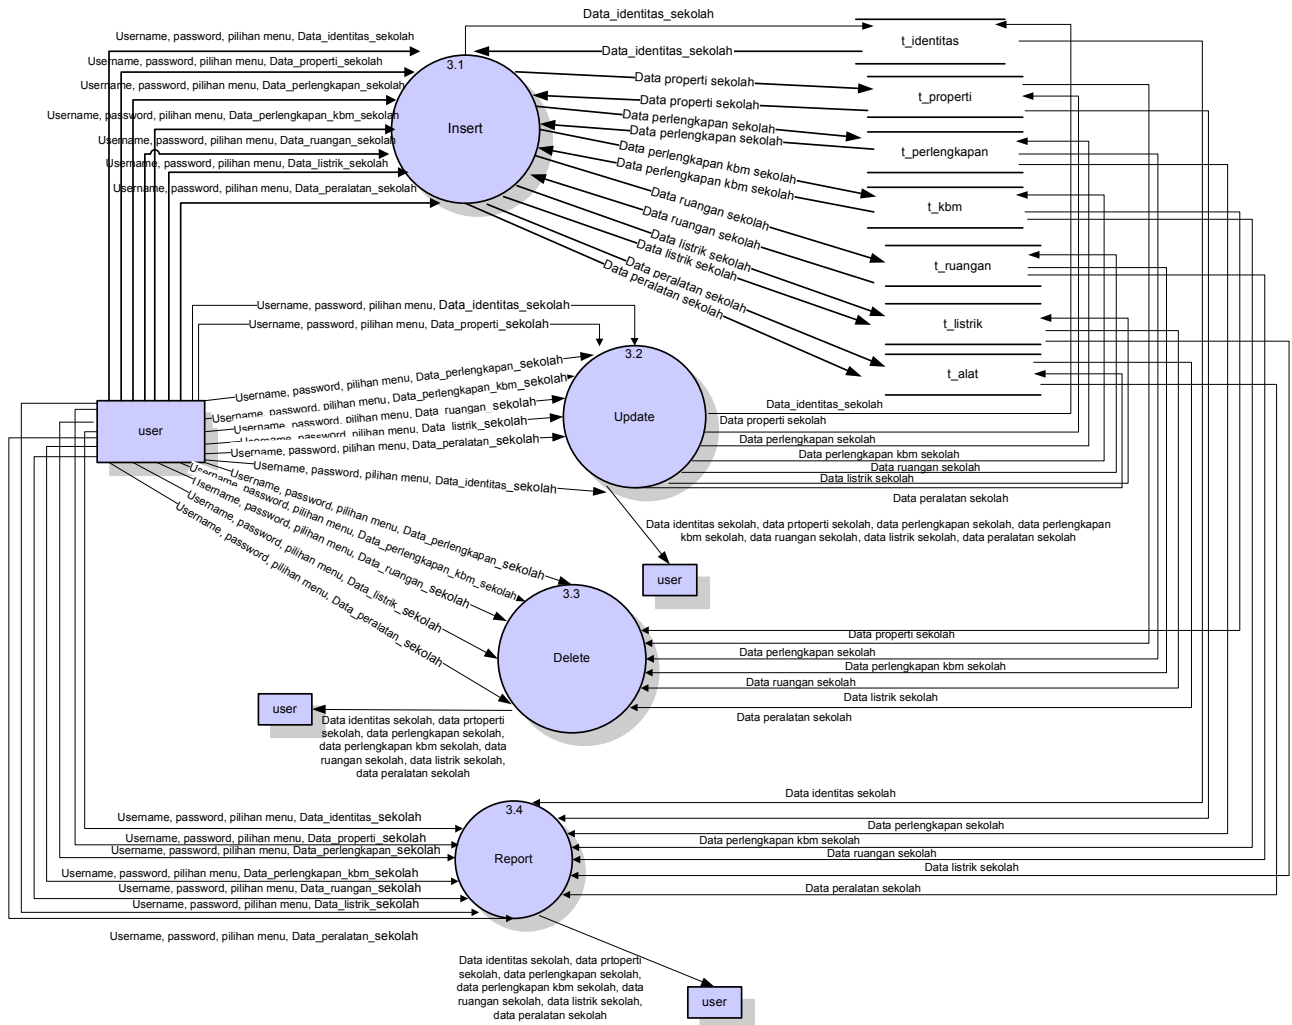 Data_identitas_sekolah
Username, password, pilihan menu, Data_identitas_sekolah
Data_identitas_sekolah
t_identitas
Username, password, pilihan menu, Data_properti_sekolah
3.1
Data properti sekolah
Username, password, pilihan menu, Data_perlengkapan_sekolah
Data properti sekolah
t_properti
Username, password, pilihan menu, Data_perlengkapan_kbm_sekolah
Insert
Data perlengkapan sekolah
Data perlengkapan sekolah
Username, password, pilihan menu, Data_ruangan_sekolah
t_perlengkapan
Username, password, pilihan menu, Data_listrik_sekolah
Data perlengkapan kbm sekolah
Data perlengkapan kbm sekolah
Username, password, pilihan menu, Data_peralatan_sekolah
t_kbm
Data ruangan sekolah
Data ruangan sekolah
Data listrik sekolah
Data listrik sekolah
t_ruangan
Data peralatan sekolah
Data peralatan sekolah
Username, password, pilihan menu, Data_identitas_sekolah
Username, password, pilihan menu, Data_properti_sekolah
t_listrik
3.2
t_alat
Username, password, pilihan menu, Data_perlengkapan_sekolah
Username, password, pilihan menu, Data_perlengkapan_kbm_sekolah
Update
Data_identitas_sekolah
Username, password, pilihan menu, Data_ruangan_sekolah
Data properti sekolah
user
Username, password, pilihan menu, Data_listrik_sekolah
Data perlengkapan sekolah
Username, password, pilihan menu, Data_peralatan_sekolah
Data perlengkapan kbm sekolah
Data ruangan sekolah
Username, password, pilihan menu, Data_identitas_sekolah
Data listrik sekolah
Data peralatan sekolah
Username, password, pilihan menu, Data_perlengkapan_sekolah
Username, password, pilihan menu, Data_perlengkapan_kbm_sekolah
Username, password, pilihan menu, Data_ruangan_sekolah
Username, password, pilihan menu, Data_listrik_sekolah
Username, password, pilihan menu, Data_peralatan_sekolah
Data identitas sekolah, data prtoperti sekolah, data perlengkapan sekolah, data perlengkapan
kbm sekolah, data ruangan sekolah, data listrik sekolah, data peralatan sekolah
user
3.3
Delete
Data properti sekolah
Data perlengkapan sekolah
Data perlengkapan kbm sekolah
Data ruangan sekolah
Data listrik sekolah
Data peralatan sekolah
user
Data identitas sekolah, data prtoperti
sekolah, data perlengkapan sekolah,
data perlengkapan kbm sekolah, data
ruangan sekolah, data listrik sekolah,
data peralatan sekolah
Data identitas sekolah
3.4
Username, password, pilihan menu, Data_identitas_sekolah
Data perlengkapan sekolah
Username, password, pilihan menu, Data_properti_sekolah
Data perlengkapan kbm sekolah
Username, password, pilihan menu, Data_perlengkapan_sekolah
Data ruangan sekolah
Report
Data listrik sekolah
Username, password, pilihan menu, Data_perlengkapan_kbm_sekolah
Username, password, pilihan menu, Data_ruangan_sekolah
Data peralatan sekolah
Username, password, pilihan menu, Data_listrik_sekolah
Username, password, pilihan menu, Data_peralatan_sekolah
Data identitas sekolah, data prtoperti
sekolah, data perlengkapan sekolah,
data perlengkapan kbm sekolah, data
ruangan sekolah, data listrik sekolah,
data peralatan sekolah
user